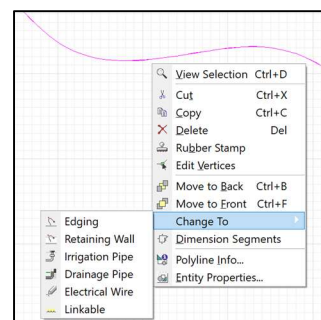 View Selection Ctrl+D
Cut Ctrl+X
Copy Ctrl+C
Delete Del
Rubber Stamp
Edit Vertices
Move to Back Ctrl+B
Move to Front Ctrl+F
Change To
Dimension Segments
Polyline Info...
Entity Properties...
Edging
Retaining Wall
Irrigation Pipe
Drainage Pipe
Electrical Wire
Linkable